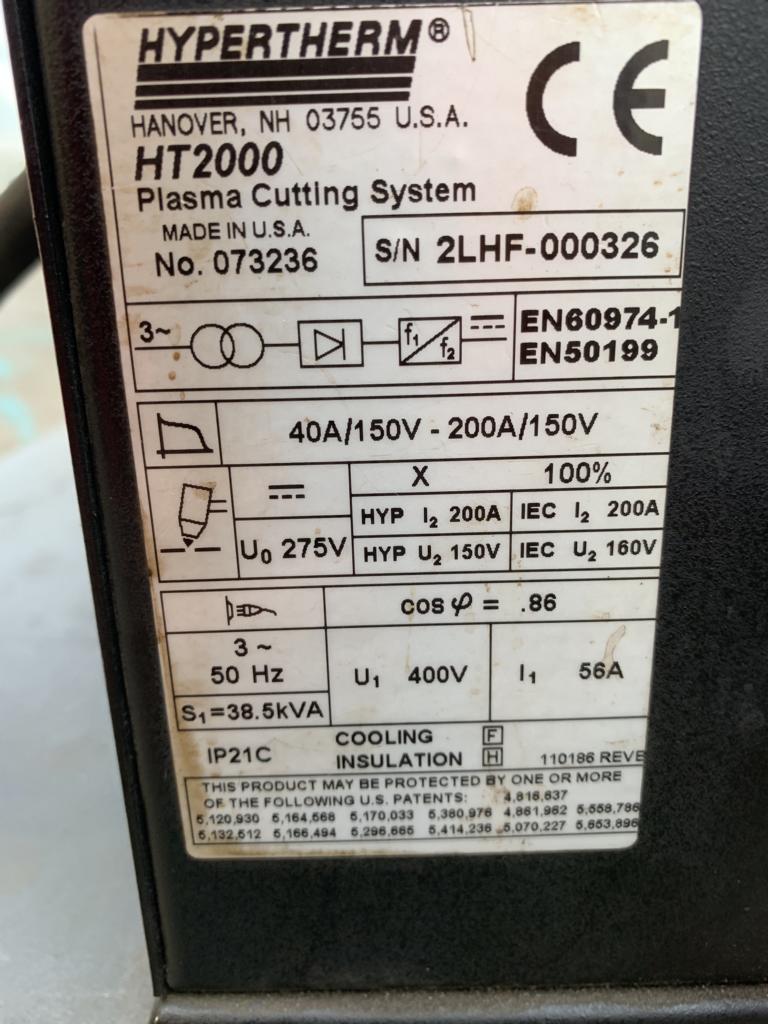 HYPERTHERM®
HANOVER, NH 03755 U.S.A.
HT2000
Plasma Cutting System
MADE IN U.S.A.
No. 073236
S/N 2LHF-000326
CE
3~
f₁
f₂
EN60974-1
EN50199
40A/150V - 200A/150V
X 100%
U₀ 275V
HYP I₂ 200A
IEC I₂ 200A
HYP U₂ 150V
IEC U₂ 160V
cos φ = .86
3 ~
50 Hz
S₁=38.5kVA
U₁ 400V
I₁ 56A
IP21C
COOLING F
INSULATION H
110186 REVB
THIS PRODUCT MAY BE PROTECTED BY ONE OR MORE
OF THE FOLLOWING U.S. PATENTS: 4,816,637
5,120,930 5,164,568 5,170,033 5,380,976 4,861,962 5,558,786
5,132,512 5,166,494 5,296,665 5,414,236 5,070,227 5,653,896